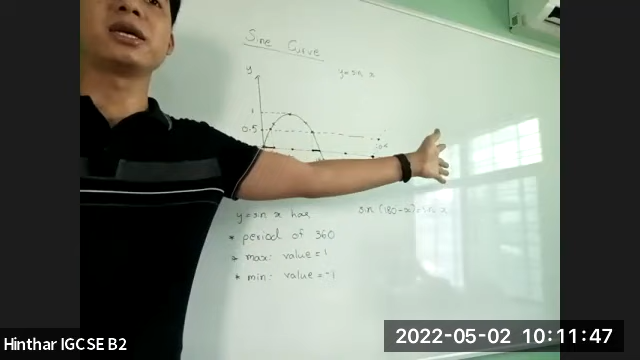 Sine Curve
y
y = sin x
1
0.5
y = sin x has
sin (180-x) = sin x
* period of 360
* max: value = 1
* min: value = -1
Hinthar IGCSE B2
2022-05-02 10:11:47